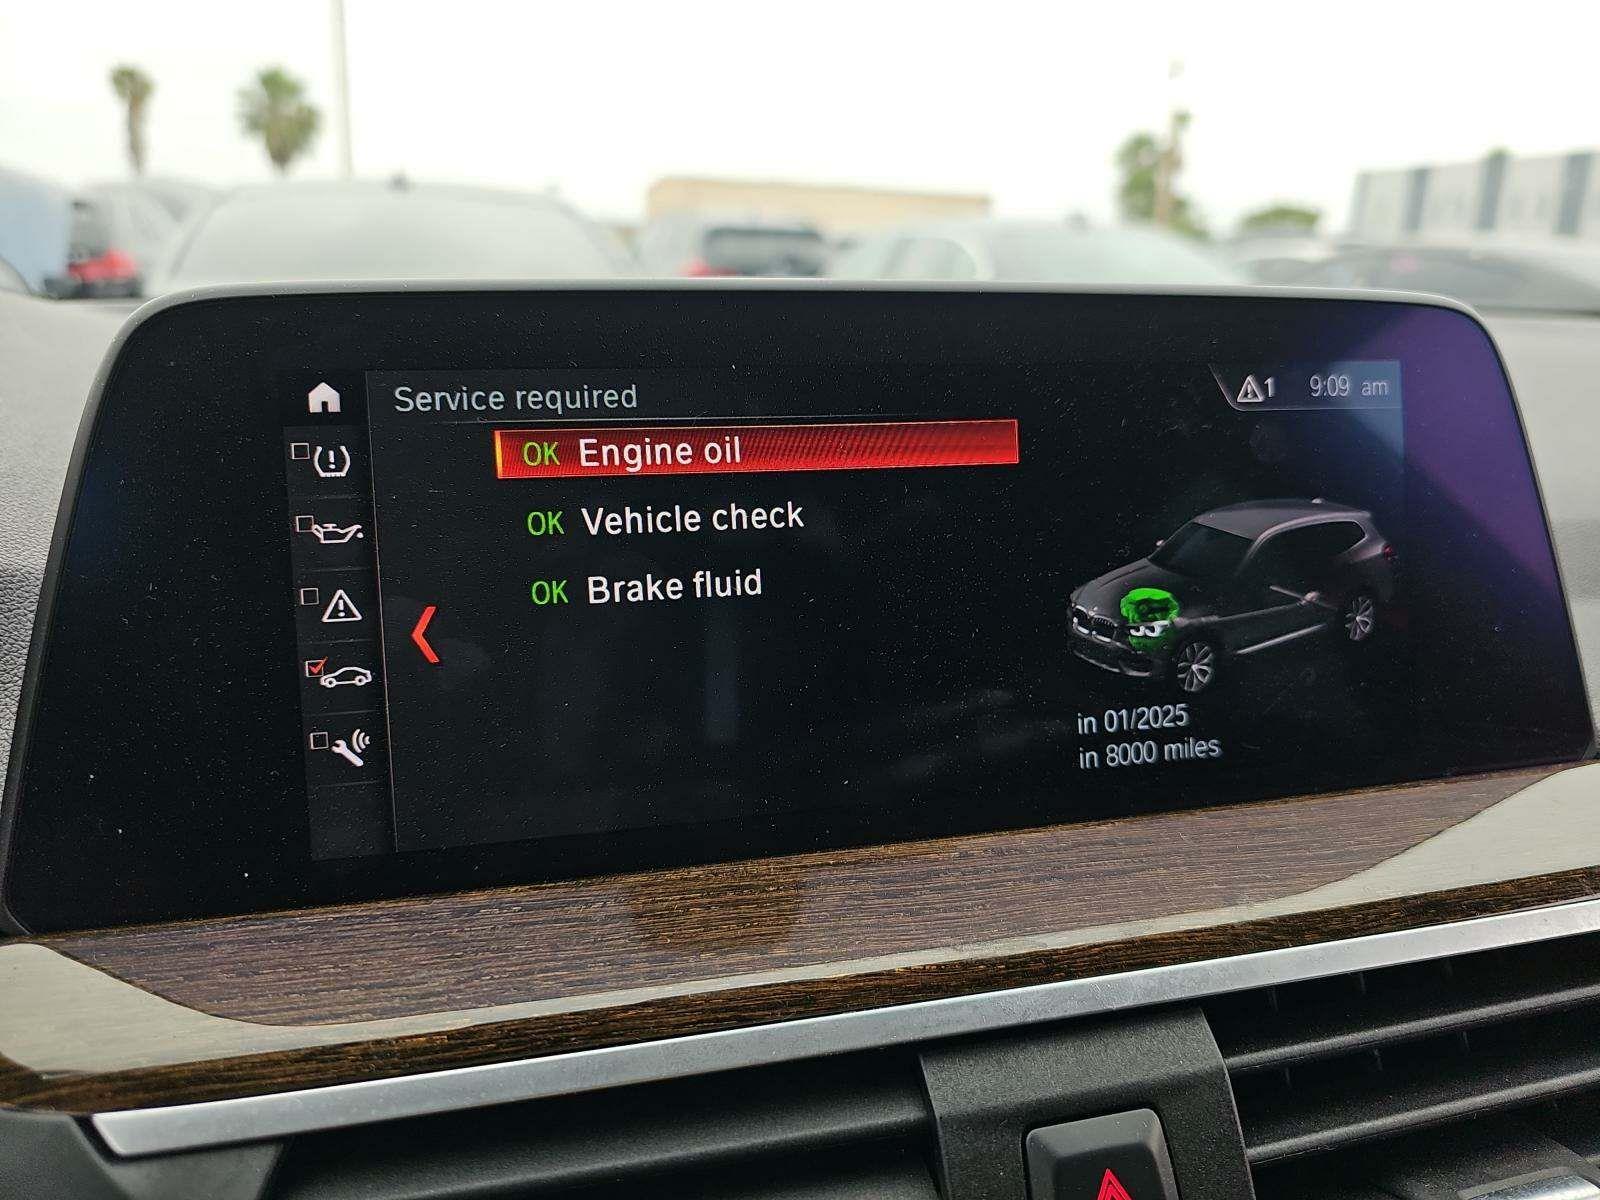 Service required
1 9:09 am
OK Engine oil
OK Vehicle check
OK Brake fluid
in 01/2025
in 8000 miles